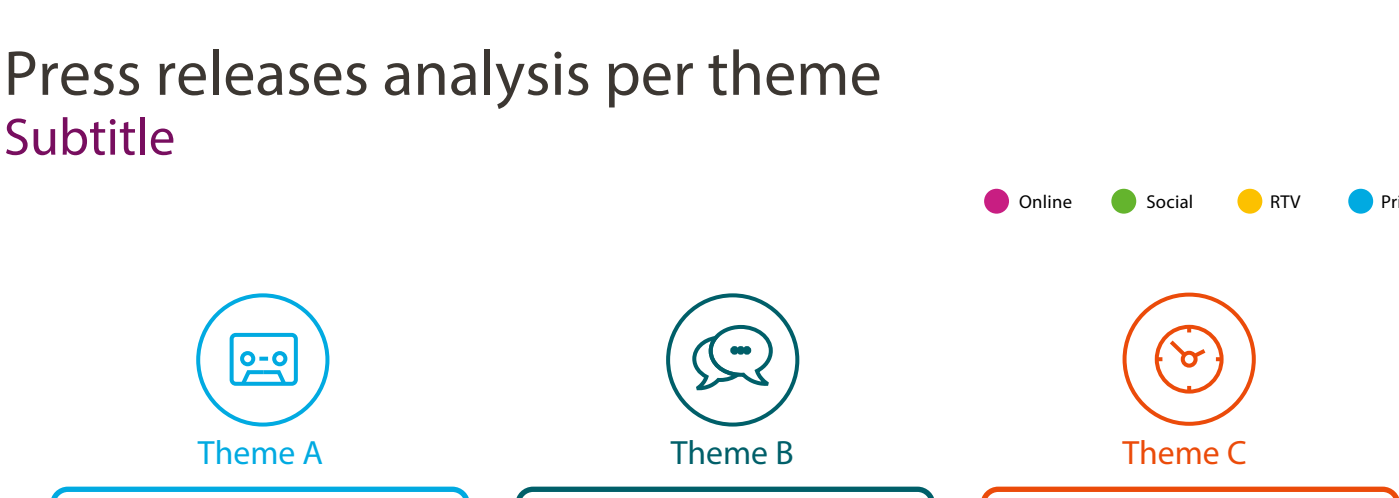 Press releases analysis per theme
Subtitle
Online Social RTV
Theme A Theme B Theme C